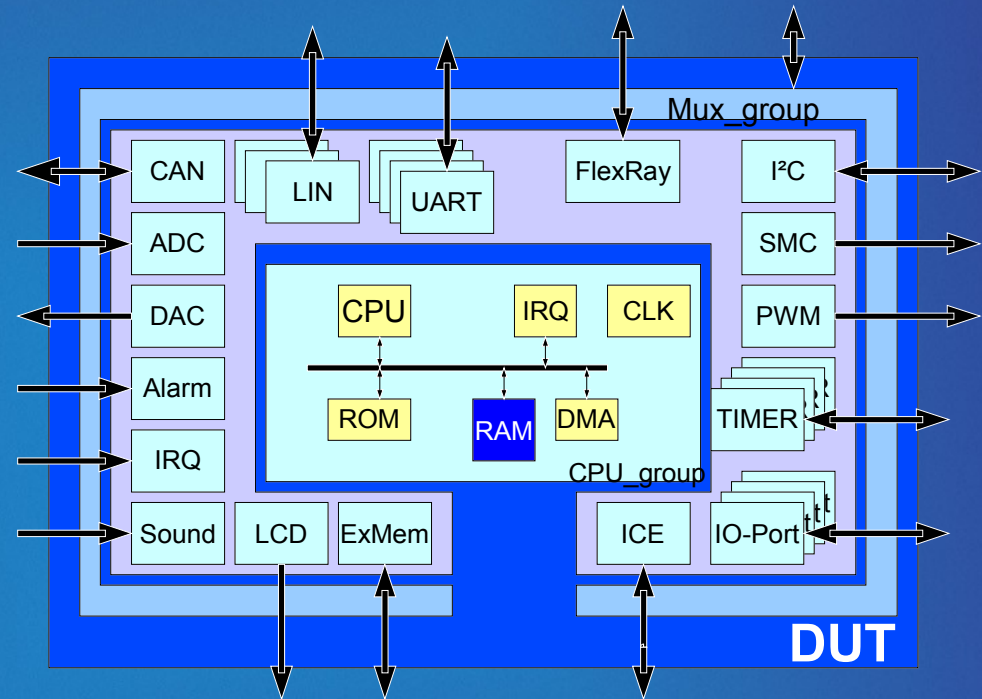 Mux_group
CAN
LIN
UART
FlexRay
I²C
ADC
SMC
DAC
CPU
IRQ
CLK
PWM
Alarm
ROM
RAM
DMA
TIMER
R
IRQ
CPU_group
Sound
LCD
ExMem
ICE
IO-Port
t
t
DUT